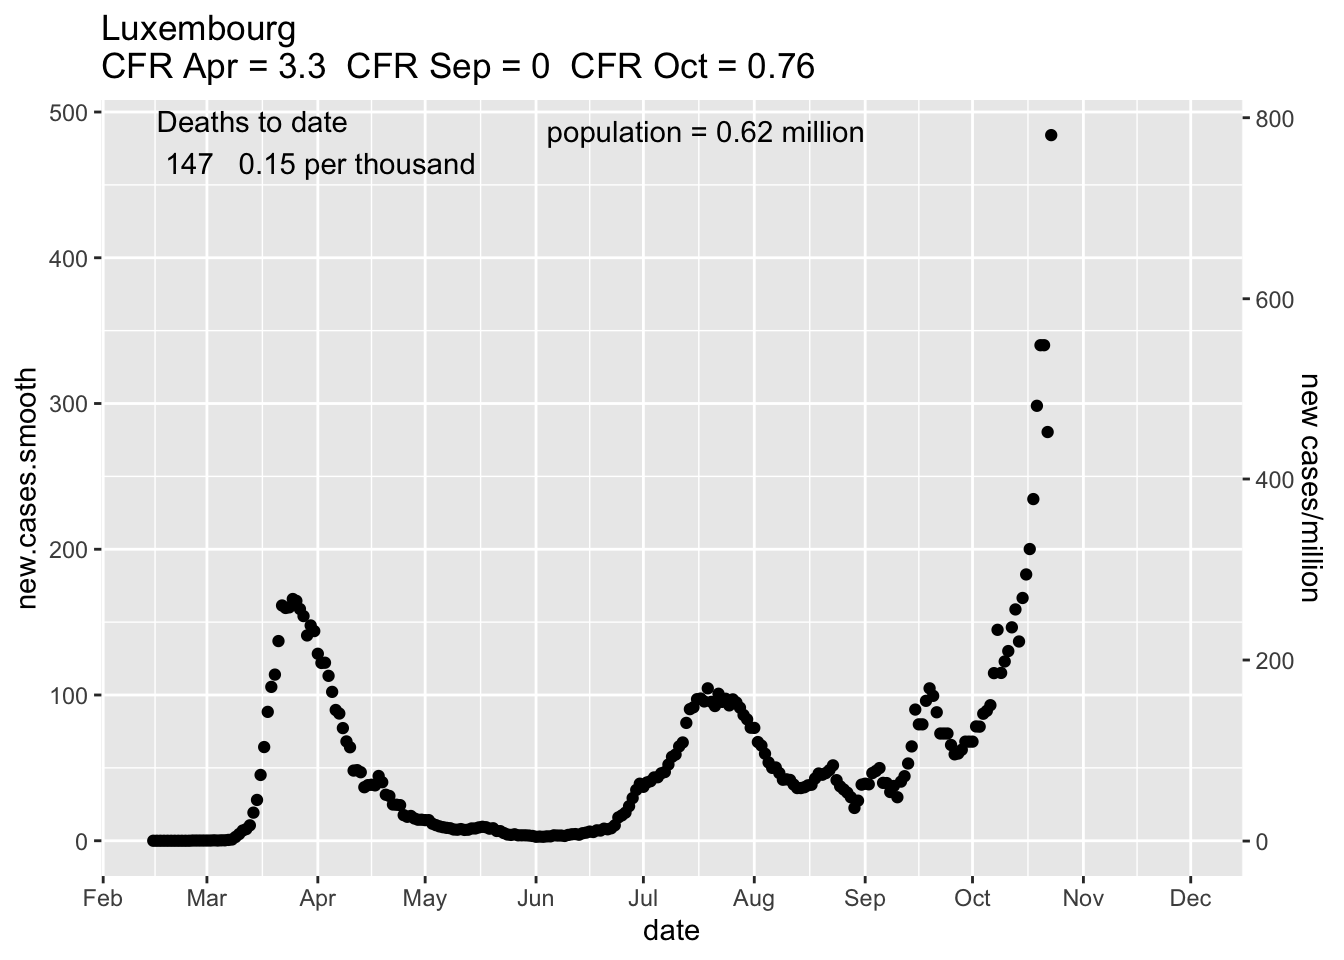 Luxembourg
CFR Apr = 3.3  CFR Sep = 0  CFR Oct = 0.76
Deaths to date
147   0.15 per thousand
population = 0.62 million
new.cases.smooth
500
400
300
200
100
0
800
600
400
200
0
new cases/million
Feb Mar Apr May Jun Jul Aug Sep Oct Nov Dec
date